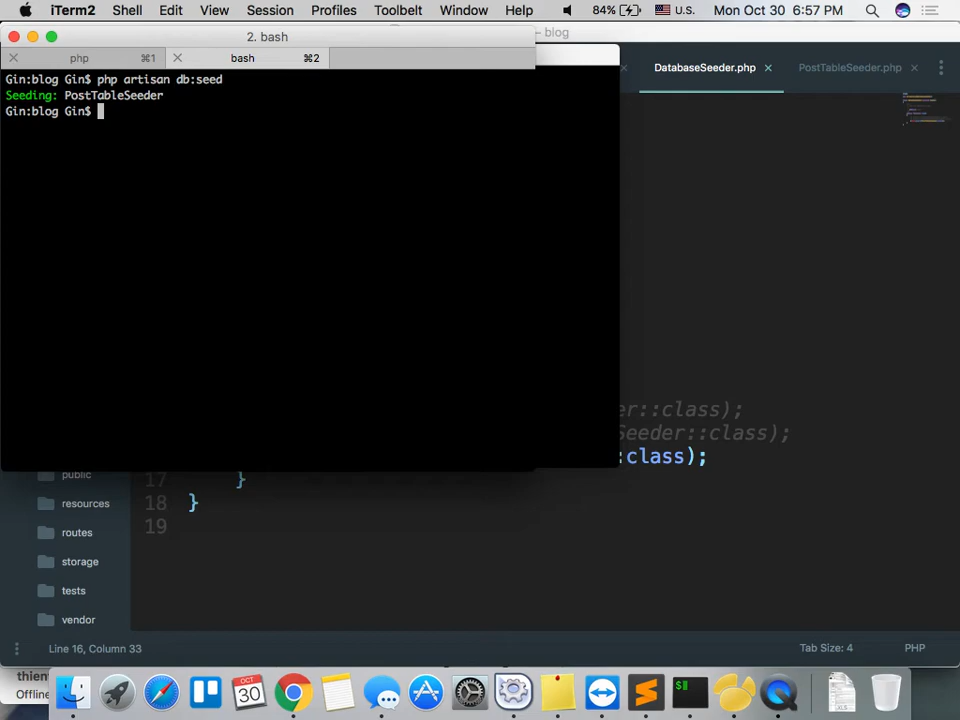 iTerm2 Shell Edit View Session Profiles Toolbelt Window Help 84% U.S. Mon Oct 30 6:57 PM
2. bash
– blog
php ⌘1 bash ⌘2
DatabaseSeeder.php PostTableSeeder.php
Gin:blog Gin$ php artisan db:seed
Seeding: PostTableSeeder
Gin:blog Gin$
er::class);
Seeder::class);
:class);
public
17 }
resources
18 }
routes
19
storage
tests
vendor
Line 16, Column 33 Tab Size: 4 PHP
thien
Offline
OCT
30
$